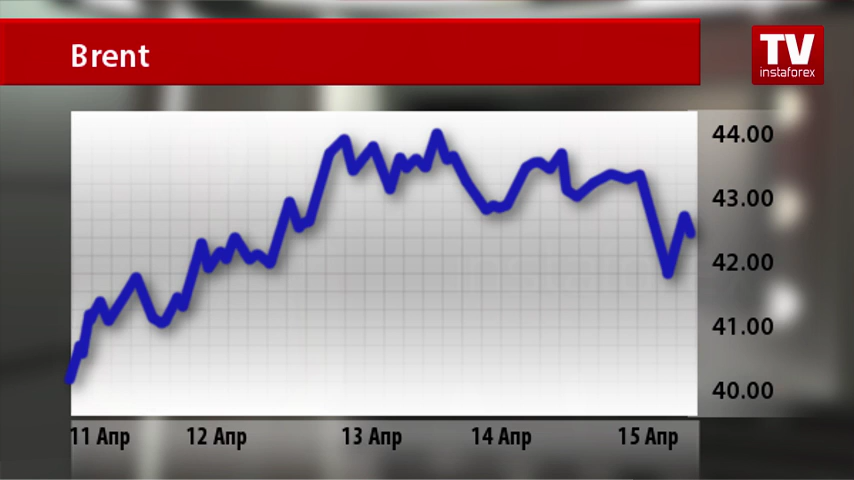 Brent
TV
instaforex
44.00
43.00
42.00
41.00
40.00
11 Апр 12 Апр 13 Апр 14 Апр 15 Апр